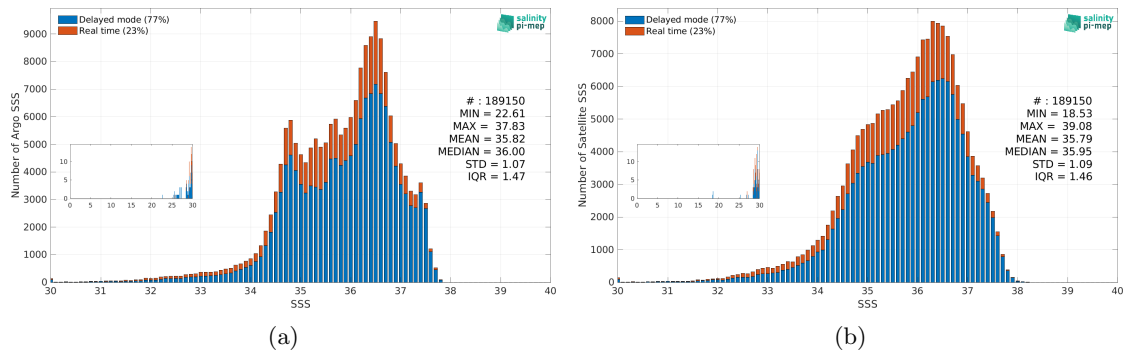 Delayed mode (77%)
Real time (23%)
salinity
pi-mep
9000
8000
7000
6000
5000
4000
3000
2000
1000
0
Number of Argo SSS
# : 189150
MIN = 22.61
MAX = 37.83
MEAN = 35.82
MEDIAN = 36.00
STD = 1.07
IQR = 1.47
10
5
0
0 5 10 15 20 25 30
30 31 32 33 34 35 36 37 38 39 40
SSS
(a)
Delayed mode (77%)
Real time (23%)
salinity
pi-mep
8000
7000
6000
5000
4000
3000
2000
1000
0
Number of Satellite SSS
# : 189150
MIN = 18.53
MAX = 39.08
MEAN = 35.79
MEDIAN = 35.95
STD = 1.09
IQR = 1.46
10
5
0
0 5 10 15 20 25 30
30 31 32 33 34 35 36 37 38 39 40
SSS
(b)